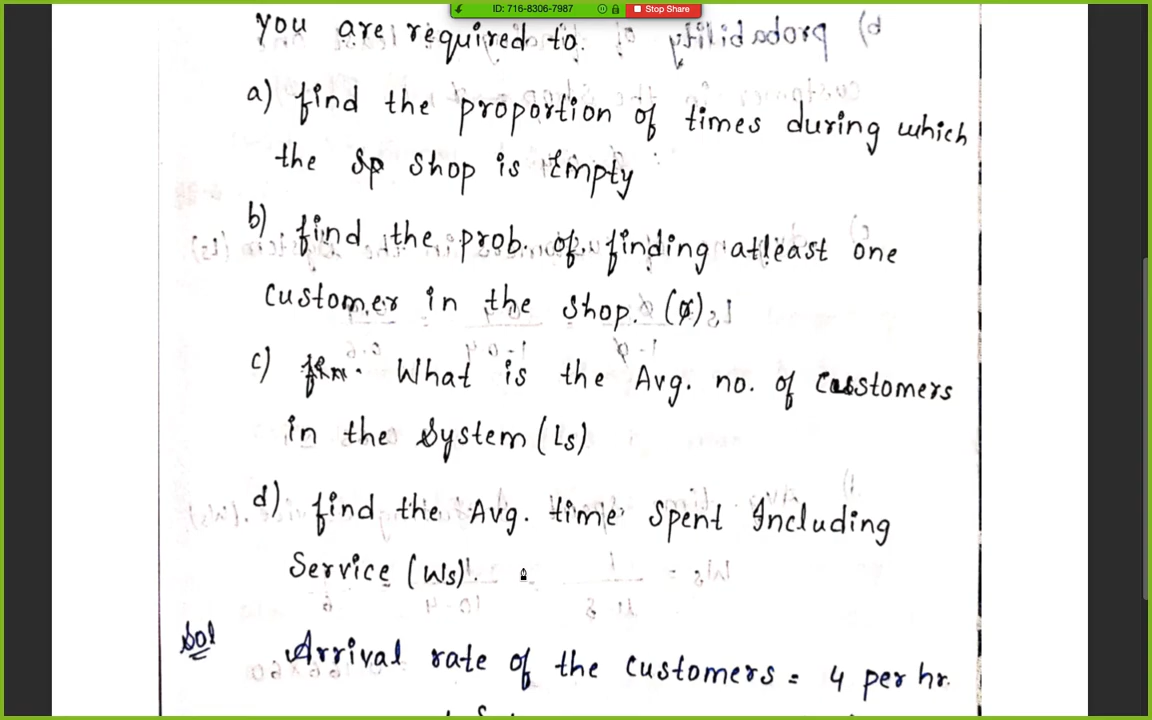 ID: 716-8306-7987 Stop Share
you are required to.
a) find the proportion of times during which
the sp shop is Empty
b) find the prob. of finding atleast one
customer in the shop. (φ)
c) What is the Avg. no. of Customers
in the System (Ls)
d) find the Avg. time Spent Including
Service (Ws).
Sol Arrival rate of the customers = 4 per hr.